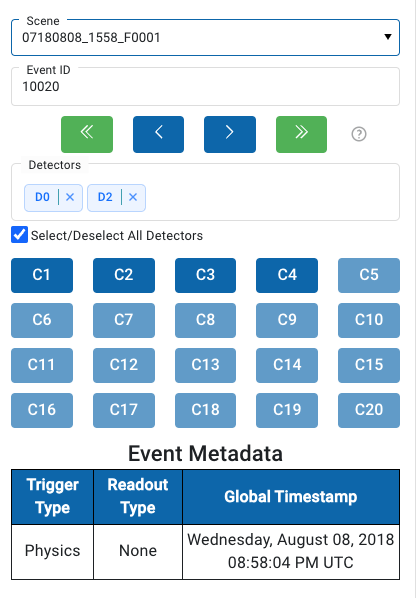 Scene
07180808_1558_F0001
Event ID
10020
?
Detectors
D0 × D2 ×
Select/Deselect All Detectors
C1 C2 C3 C4 C5
C6 C7 C8 C9 C10
C11 C12 C13 C14 C15
C16 C17 C18 C19 C20
Event Metadata
Trigger Type Readout Type Global Timestamp
Physics None Wednesday, August 08, 2018
08:58:04 PM UTC